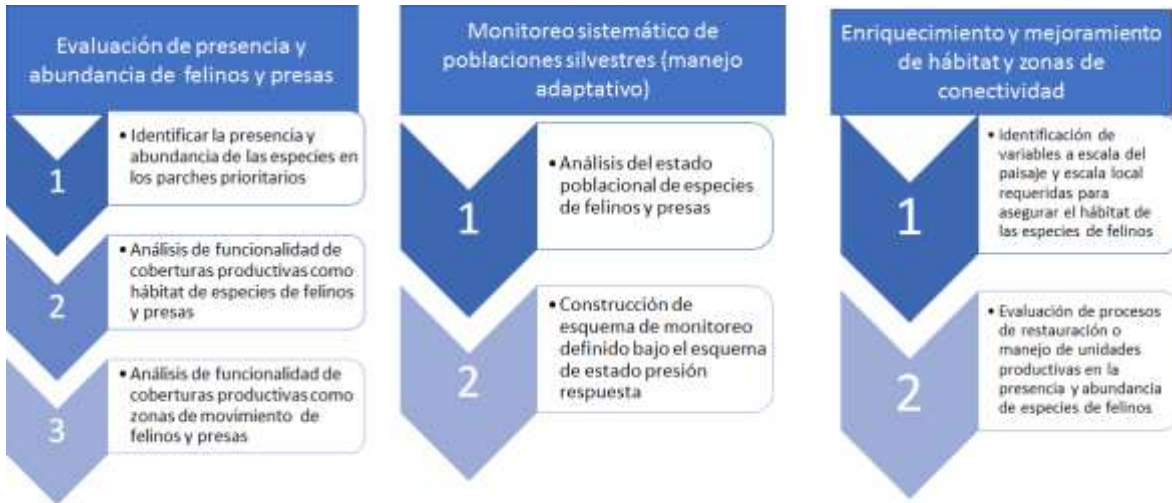 Evaluación de presencia y
abundancia de felinos y presas
1
• Identificar la presencia y
abundancia de las especies en
los parches prioritarios
2
• Análisis de funcionalidad de
coberturas productivas como
hábitat de especies de felinos
y presas
3
• Análisis de funcionalidad de
coberturas productivas como
zonas de movimiento de
felinos y presas
Monitoreo sistemático de
poblaciones silvestres (manejo
adaptativo)
1
• Análisis del estado
poblacional de especies
de felinos y presas
2
• Construcción de
esquema de monitoreo
definido bajo el esquema
de estado presión
respuesta
Enriquecimiento y mejoramiento
de hábitat y zonas de
conectividad
1
• Identificación de
variables a escala del
paisaje y escala local
requeridas para
asegurar el hábitat de
las especies de felinos
2
• Evaluación de procesos
de restauración o
manejo de unidades
productivas en la
presencia y abundancia
de especies de felinos